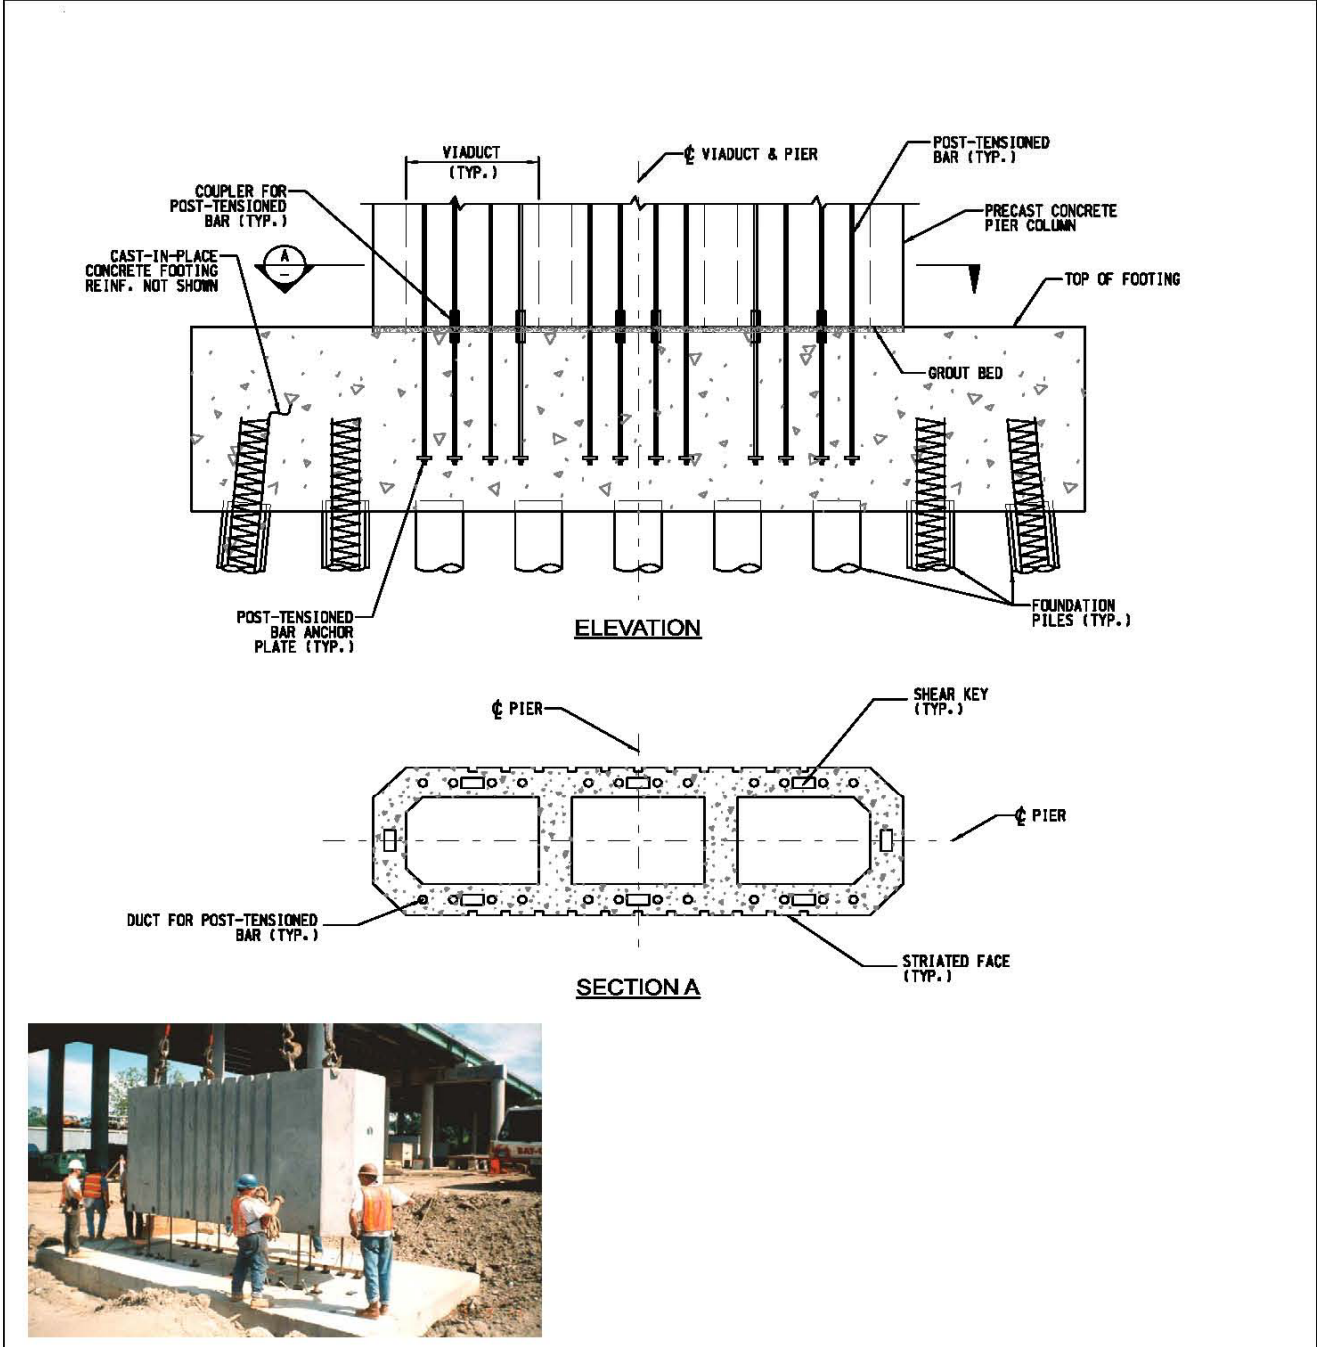 VIADUCT
(TYP.)
℄ VIADUCT & PIER
POST-TENSIONED
BAR (TYP.)
COUPLER FOR
POST-TENSIONED
BAR (TYP.)
PRECAST CONCRETE
PIER COLUMN
CAST-IN-PLACE
CONCRETE FOOTING
REINF. NOT SHOWN
A
–
TOP OF FOOTING
GROUT BED
POST-TENSIONED
BAR ANCHOR
PLATE (TYP.)
FOUNDATION
PILES (TYP.)
ELEVATION
℄ PIER
SHEAR KEY
(TYP.)
℄ PIER
DUCT FOR POST-TENSIONED
BAR (TYP.)
STRIATED FACE
(TYP.)
SECTION A